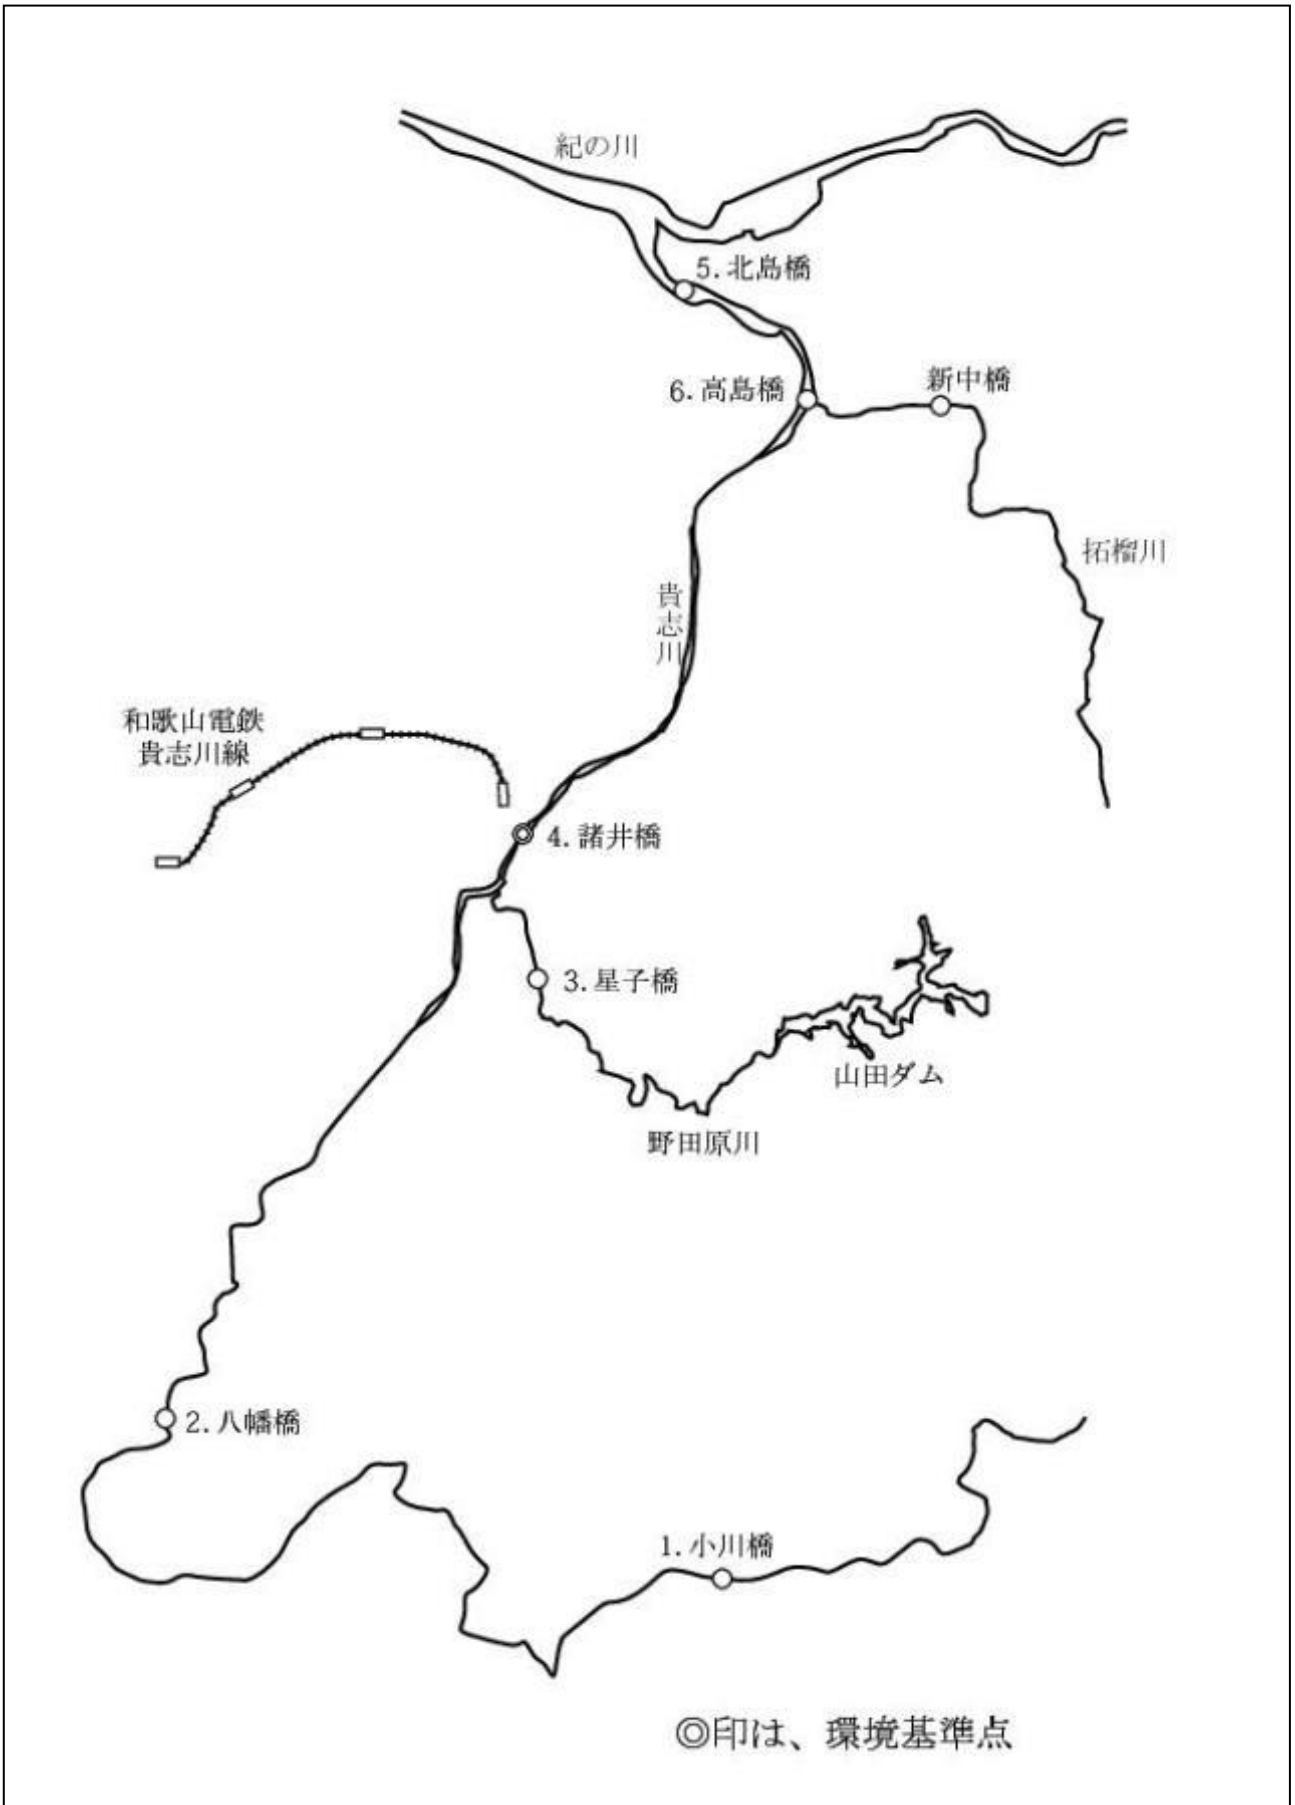 紀の川
5.北島橋
6.高島橋
新中橋
拓榴川
貴志川
和歌山電鉄
貴志川線
4.諸井橋
3.星子橋
山田ダム
野田原川
2.八幡橋
1.小川橋
◎印は、環境基準点